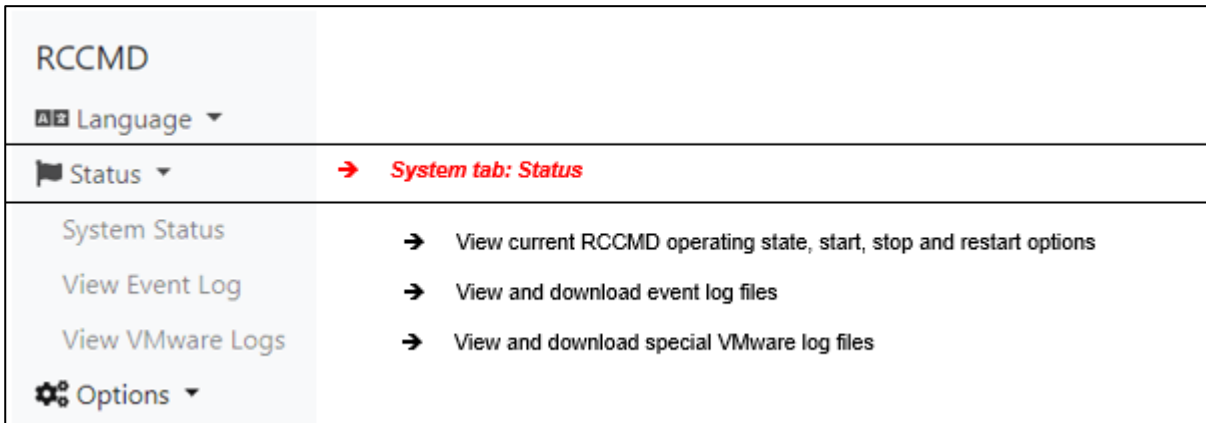 RCCMD
Language
Status → System tab: Status
System Status → View current RCCMD operating state, start, stop and restart options
View Event Log → View and download event log files
View VMware Logs → View and download special VMware log files
Options